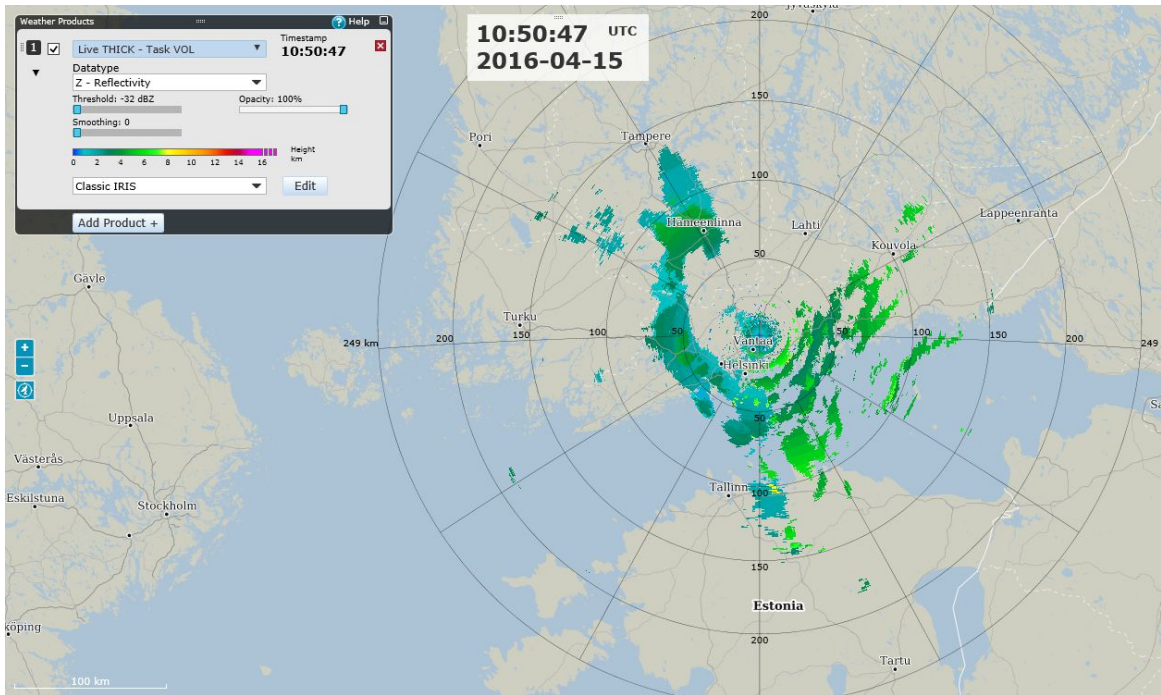 Weather Products
Help
1
Live THICK - Task VOL
Timestamp
10:50:47
Datatype
Z - Reflectivity
Threshold: -32 dBZ
Opacity: 100%
Smoothing: 0
Height
km
0 2 4 6 8 10 12 14 16
Classic IRIS
Edit
Add Product +
10:50:47 UTC
2016-04-15
200
Jyväskylä
150
Pori
Tampere
100
Hämeenlinna
Lahti
Lappeenranta
Kouvola
50
Gävle
Turku
249 km
200
150
100
50
50
100
150
200
249
Vantaa
Helsinki
+
−
50
Uppsala
Västerås
Eskilstuna
Stockholm
Tallinn
100
150
Estonia
köping
200
Tartu
100 km